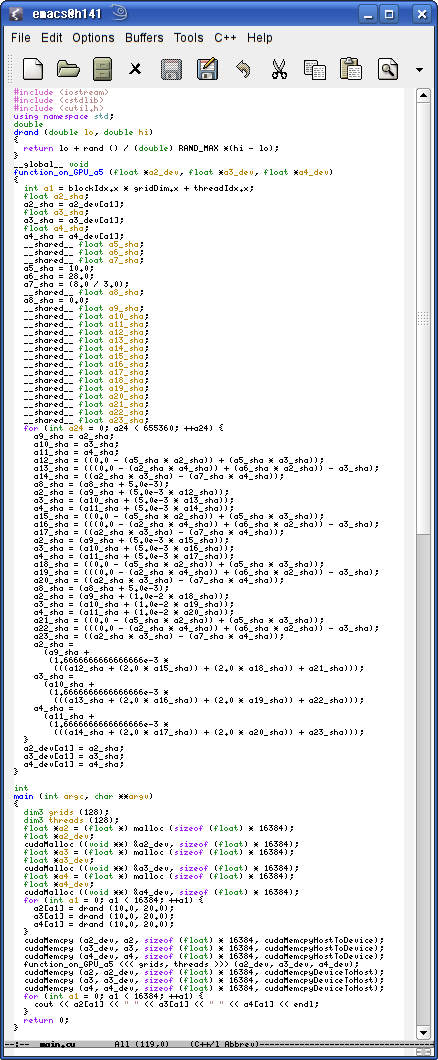 emacs@h141
File Edit Options Buffers Tools C++ Help
#include <iostream>
#include <cstdlib>
#include <cutil.h>
using namespace std;
double
drand (double lo, double hi)
{
  return lo + rand () / (double) RAND_MAX *(hi - lo);
}
__global__ void
function_on_GPU_a5 (float *a2_dev, float *a3_dev, float *a4_dev)
{
  int a1 = blockIdx.x * gridDim.x + threadIdx.x;
  float a2_sha;
  a2_sha = a2_dev[a1];
  float a3_sha;
  a3_sha = a3_dev[a1];
  float a4_sha;
  a4_sha = a4_dev[a1];
  __shared__ float a5_sha;
  __shared__ float a6_sha;
  __shared__ float a7_sha;
  a5_sha = 10.0;
  a6_sha = 28.0;
  a7_sha = (8.0 / 3.0);
  __shared__ float a8_sha;
  a8_sha = 0.0;
  __shared__ float a9_sha;
  __shared__ float a10_sha;
  __shared__ float a11_sha;
  __shared__ float a12_sha;
  __shared__ float a13_sha;
  __shared__ float a14_sha;
  __shared__ float a15_sha;
  __shared__ float a16_sha;
  __shared__ float a17_sha;
  __shared__ float a18_sha;
  __shared__ float a19_sha;
  __shared__ float a20_sha;
  __shared__ float a21_sha;
  __shared__ float a22_sha;
  __shared__ float a23_sha;
  for (int a24 = 0; a24 < 655360; ++a24) {
    a9_sha = a2_sha;
    a10_sha = a3_sha;
    a11_sha = a4_sha;
    a12_sha = ((0.0 - (a5_sha * a2_sha)) + (a5_sha * a3_sha));
    a13_sha = (((0.0 - (a2_sha * a4_sha)) + (a6_sha * a2_sha)) - a3_sha);
    a14_sha = ((a2_sha * a3_sha) - (a7_sha * a4_sha));
    a8_sha = (a8_sha + 5.0e-3);
    a2_sha = (a9_sha + (5.0e-3 * a12_sha));
    a3_sha = (a10_sha + (5.0e-3 * a13_sha));
    a4_sha = (a11_sha + (5.0e-3 * a14_sha));
    a15_sha = ((0.0 - (a5_sha * a2_sha)) + (a5_sha * a3_sha));
    a16_sha = (((0.0 - (a2_sha * a4_sha)) + (a6_sha * a2_sha)) - a3_sha);
    a17_sha = ((a2_sha * a3_sha) - (a7_sha * a4_sha));
    a2_sha = (a9_sha + (5.0e-3 * a15_sha));
    a3_sha = (a10_sha + (5.0e-3 * a16_sha));
    a4_sha = (a11_sha + (5.0e-3 * a17_sha));
    a18_sha = ((0.0 - (a5_sha * a2_sha)) + (a5_sha * a3_sha));
    a19_sha = (((0.0 - (a2_sha * a4_sha)) + (a6_sha * a2_sha)) - a3_sha);
    a20_sha = ((a2_sha * a3_sha) - (a7_sha * a4_sha));
    a8_sha = (a8_sha + 5.0e-3);
    a2_sha = (a9_sha + (1.0e-2 * a18_sha));
    a3_sha = (a10_sha + (1.0e-2 * a19_sha));
    a4_sha = (a11_sha + (1.0e-2 * a20_sha));
    a21_sha = ((0.0 - (a5_sha * a2_sha)) + (a5_sha * a3_sha));
    a22_sha = (((0.0 - (a2_sha * a4_sha)) + (a6_sha * a2_sha)) - a3_sha);
    a23_sha = ((a2_sha * a3_sha) - (a7_sha * a4_sha));
    a2_sha =
      (a9_sha +
       (1.6666666666666666e-3 *
        (((a12_sha + (2.0 * a15_sha)) + (2.0 * a18_sha)) + a21_sha)));
    a3_sha =
      (a10_sha +
       (1.6666666666666666e-3 *
        (((a13_sha + (2.0 * a16_sha)) + (2.0 * a19_sha)) + a22_sha)));
    a4_sha =
      (a11_sha +
       (1.6666666666666666e-3 *
        (((a14_sha + (2.0 * a17_sha)) + (2.0 * a20_sha)) + a23_sha)));
  }
  a2_dev[a1] = a2_sha;
  a3_dev[a1] = a3_sha;
  a4_dev[a1] = a4_sha;
}
int
main (int argc, char **argv)
{
  dim3 grids (128);
  dim3 threads (128);
  float *a2 = (float *) malloc (sizeof (float) * 16384);
  float *a2_dev;
  cudaMalloc ((void **) &a2_dev, sizeof (float) * 16384);
  float *a3 = (float *) malloc (sizeof (float) * 16384);
  float *a3_dev;
  cudaMalloc ((void **) &a3_dev, sizeof (float) * 16384);
  float *a4 = (float *) malloc (sizeof (float) * 16384);
  float *a4_dev;
  cudaMalloc ((void **) &a4_dev, sizeof (float) * 16384);
  for (int a1 = 0; a1 < 16384; ++a1) {
    a2[a1] = drand (10.0, 20.0);
    a3[a1] = drand (10.0, 20.0);
    a4[a1] = drand (10.0, 20.0);
  }
  cudaMemcpy (a2_dev, a2, sizeof (float) * 16384, cudaMemcpyHostToDevice);
  cudaMemcpy (a3_dev, a3, sizeof (float) * 16384, cudaMemcpyHostToDevice);
  cudaMemcpy (a4_dev, a4, sizeof (float) * 16384, cudaMemcpyHostToDevice);
  function_on_GPU_a5 <<< grids, threads >>> (a2_dev, a3_dev, a4_dev);
  cudaMemcpy (a2, a2_dev, sizeof (float) * 16384, cudaMemcpyDeviceToHost);
  cudaMemcpy (a3, a3_dev, sizeof (float) * 16384, cudaMemcpyDeviceToHost);
  cudaMemcpy (a4, a4_dev, sizeof (float) * 16384, cudaMemcpyDeviceToHost);
  for (int a1 = 0; a1 < 16384; ++a1) {
    cout << a2[a1] << " " << a3[a1] << " " << a4[a1] << endl;
  }
  return 0;
}
--:-- main.cu All (119,0) (C++/l Abbrev)